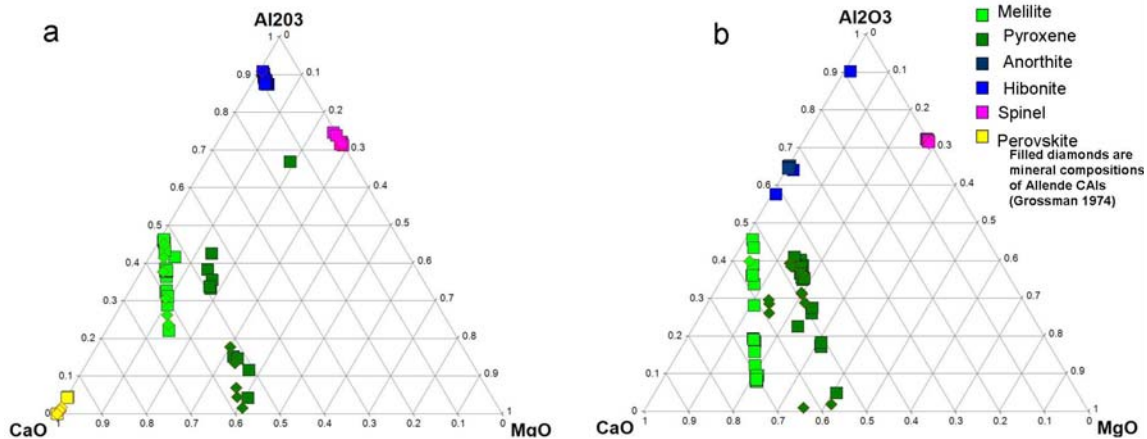 a
Al203
1 0
0.9 0.1
0.8 0.2
0.7 0.3
0.6 0.4
0.5
0.4 0.6
0.3 0.7
0.2 0.8
0.1 0.9
0 1
1 0.9 0.8 0.7 0.6 0.5 0.4 0.3 0.2 0.1 0
CaO MgO
b
Al2O3
1 0
0.9 0.1
0.8 0.2
0.7 0.3
0.6 0.4
0.5
0.4 0.6
0.3 0.7
0.2 0.8
0.1 0.9
0 1
1 0.9 0.8 0.7 0.6 0.5 0.4 0.3 0.2 0.1 0
CaO MgO
Melilite
Pyroxene
Anorthite
Hibonite
Spinel
Perovskite
Filled diamonds are
mineral compositions
of Allende CAIs
(Grossman 1974)